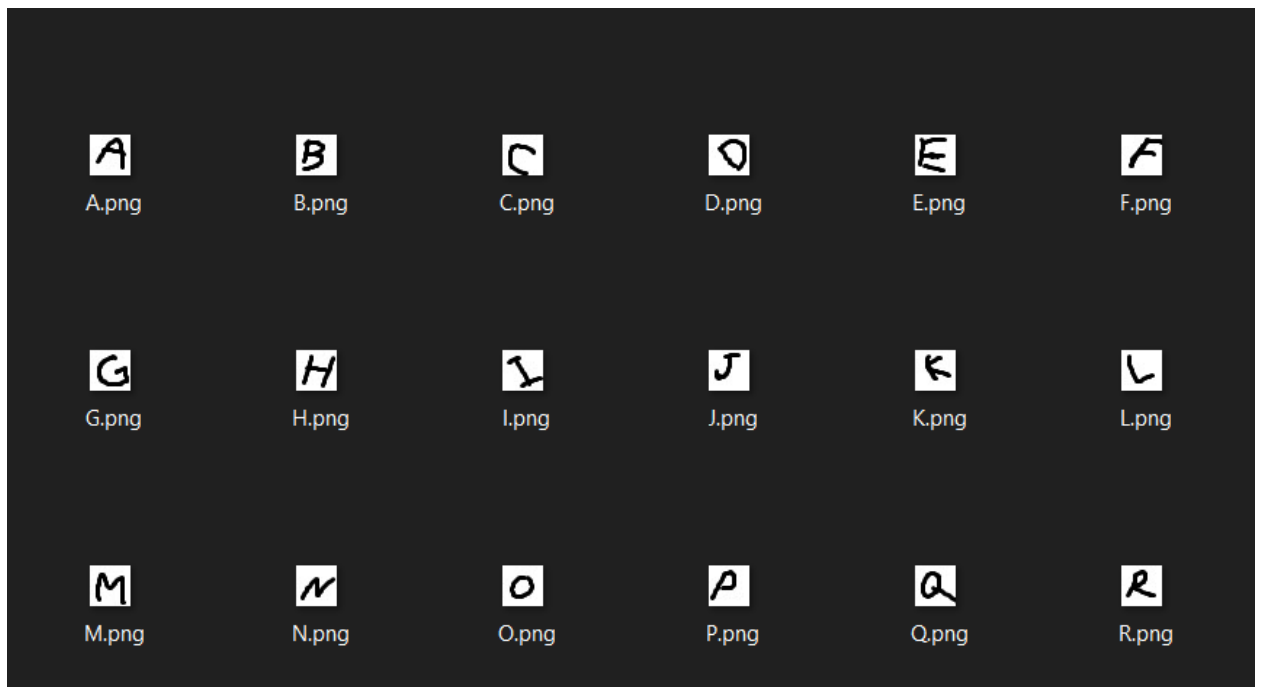 A B C D E F
A.png B.png C.png D.png E.png F.png
G H I J K L
G.png H.png I.png J.png K.png L.png
M N O P Q R
M.png N.png O.png P.png Q.png R.png